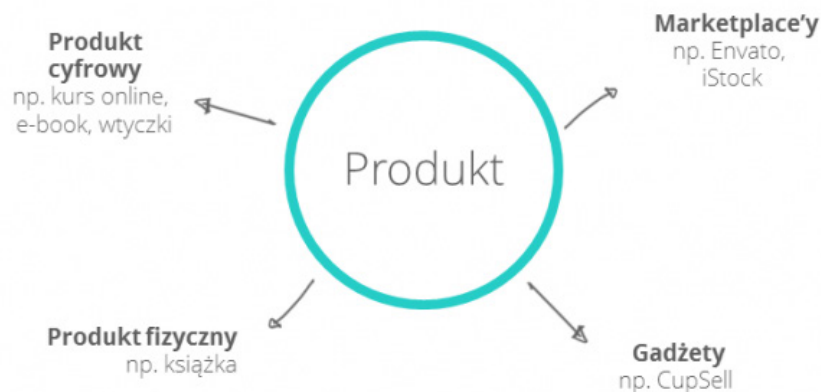 Produkt
cyfrowy
np. kurs online,
e-book, wtyczki
Marketplace'y
np. Envato,
iStock
Produkt
Produkt fizyczny
np. książka
Gadżety
np. CupSell